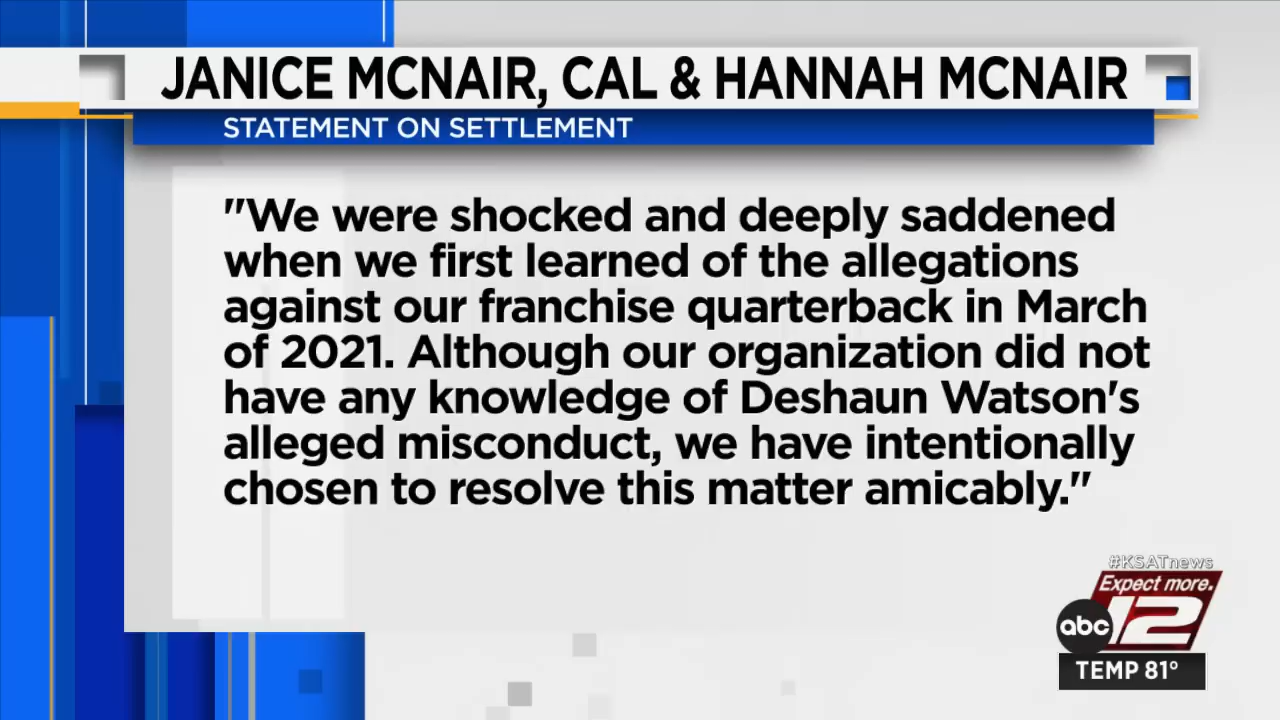 JANICE MCNAIR, CAL & HANNAH MCNAIR
STATEMENT ON SETTLEMENT
"We were shocked and deeply saddened
when we first learned of the allegations
against our franchise quarterback in March
of 2021. Although our organization did not
have any knowledge of Deshaun Watson's
alleged misconduct, we have intentionally
chosen to resolve this matter amicably."
#KSATnews
Expect more.
abc 12
TEMP 81°